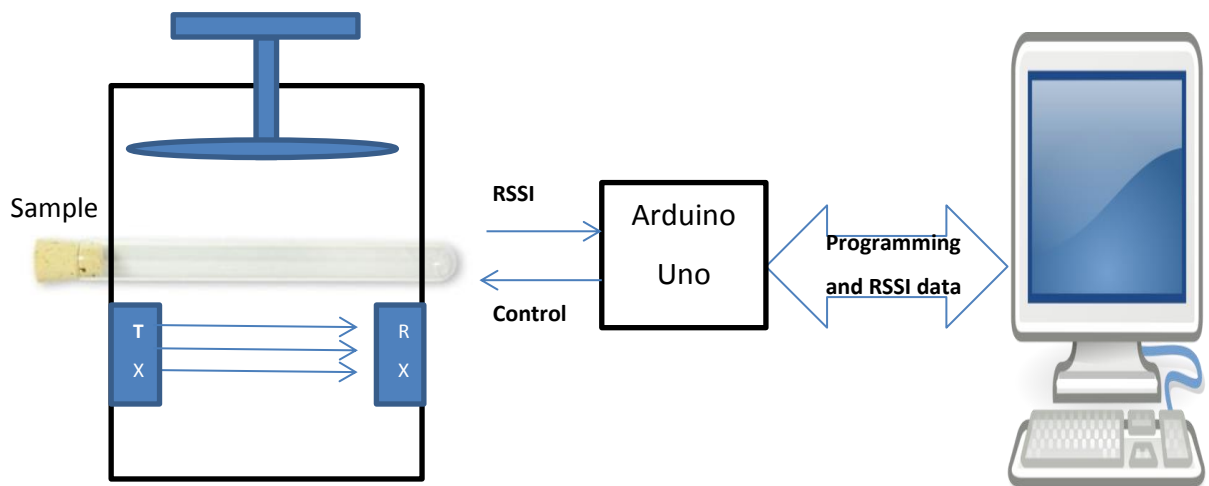 Sample
T
X
R
X
RSSI
Control
Arduino
Uno
Programming
and RSSI data